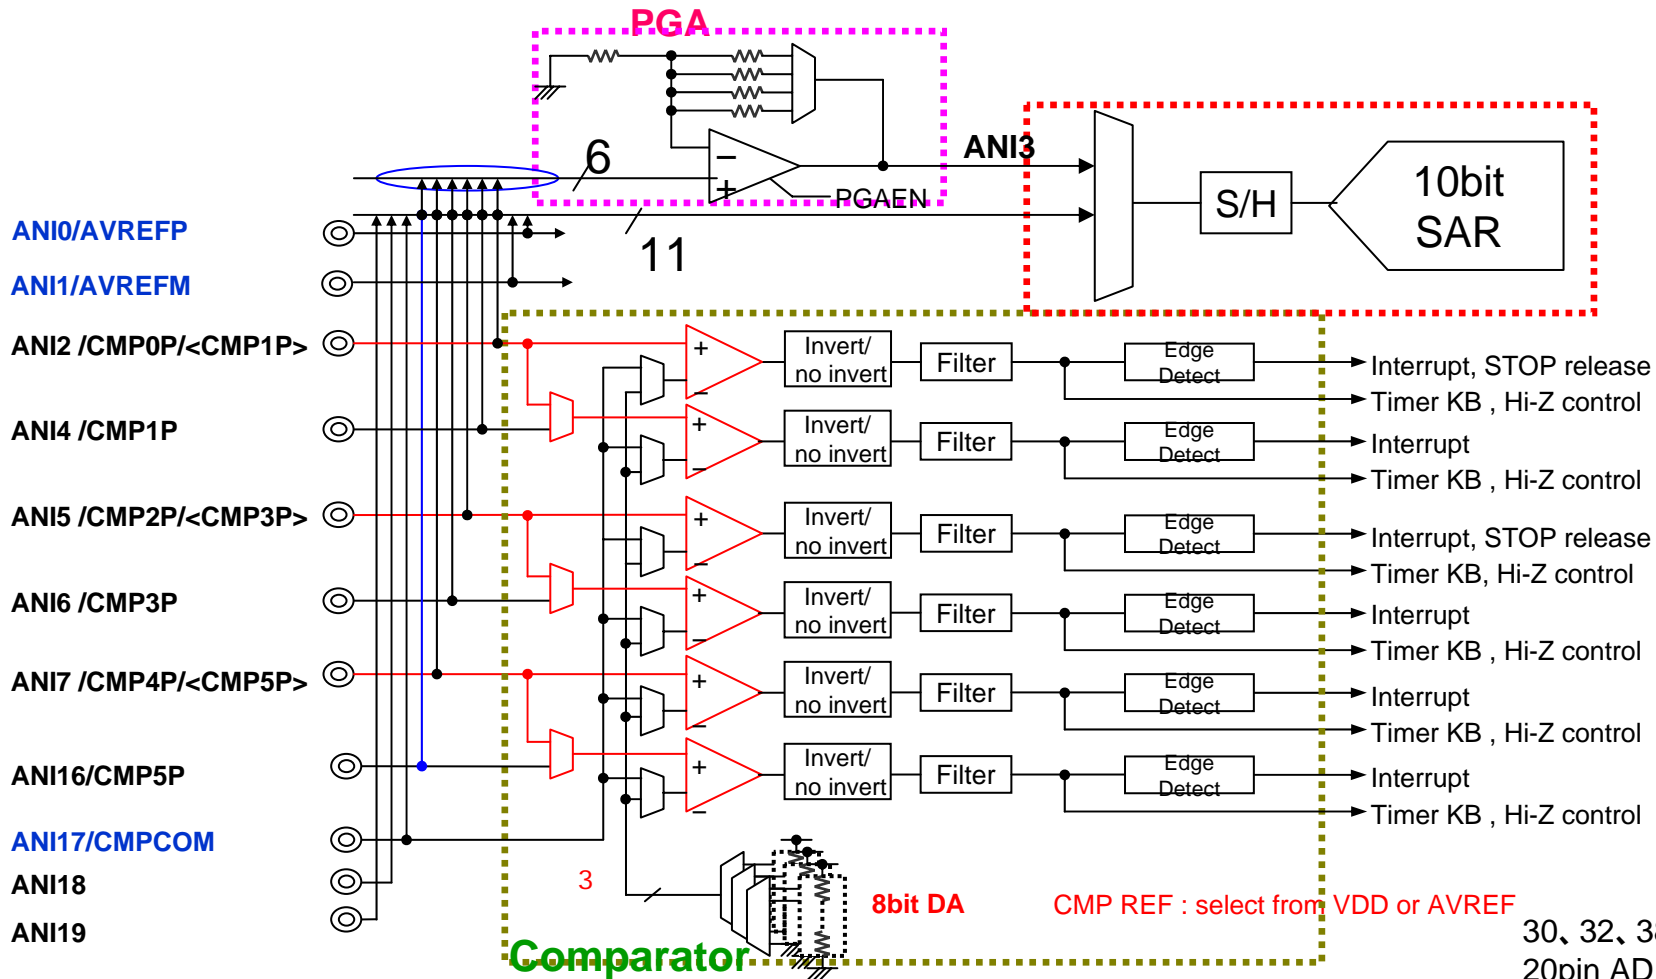 PGA
6
ANI3
PGAEN
11
S/H
10bit
SAR
ANI0/AVREFP
ANI1/AVREFM
ANI2 /CMP0P/<CMP1P>
ANI4 /CMP1P
ANI5 /CMP2P/<CMP3P>
ANI6 /CMP3P
ANI7 /CMP4P/<CMP5P>
ANI16/CMP5P
ANI17/CMPCOM
ANI18
ANI19
+
−
Invert/
no invert
Filter
Edge
Detect
Interrupt, STOP release
Timer KB , Hi-Z control
+
−
Invert/
no invert
Filter
Edge
Detect
Interrupt
Timer KB , Hi-Z control
+
−
Invert/
no invert
Filter
Edge
Detect
Interrupt, STOP release
Timer KB, Hi-Z control
+
−
Invert/
no invert
Filter
Edge
Detect
Interrupt
Timer KB , Hi-Z control
+
−
Invert/
no invert
Filter
Edge
Detect
Interrupt
Timer KB , Hi-Z control
+
−
Invert/
no invert
Filter
Edge
Detect
Interrupt
Timer KB , Hi-Z control
3
8bit DA
CMP REF : select from VDD or AVREF
Comparator
30、32、38
20pin AD